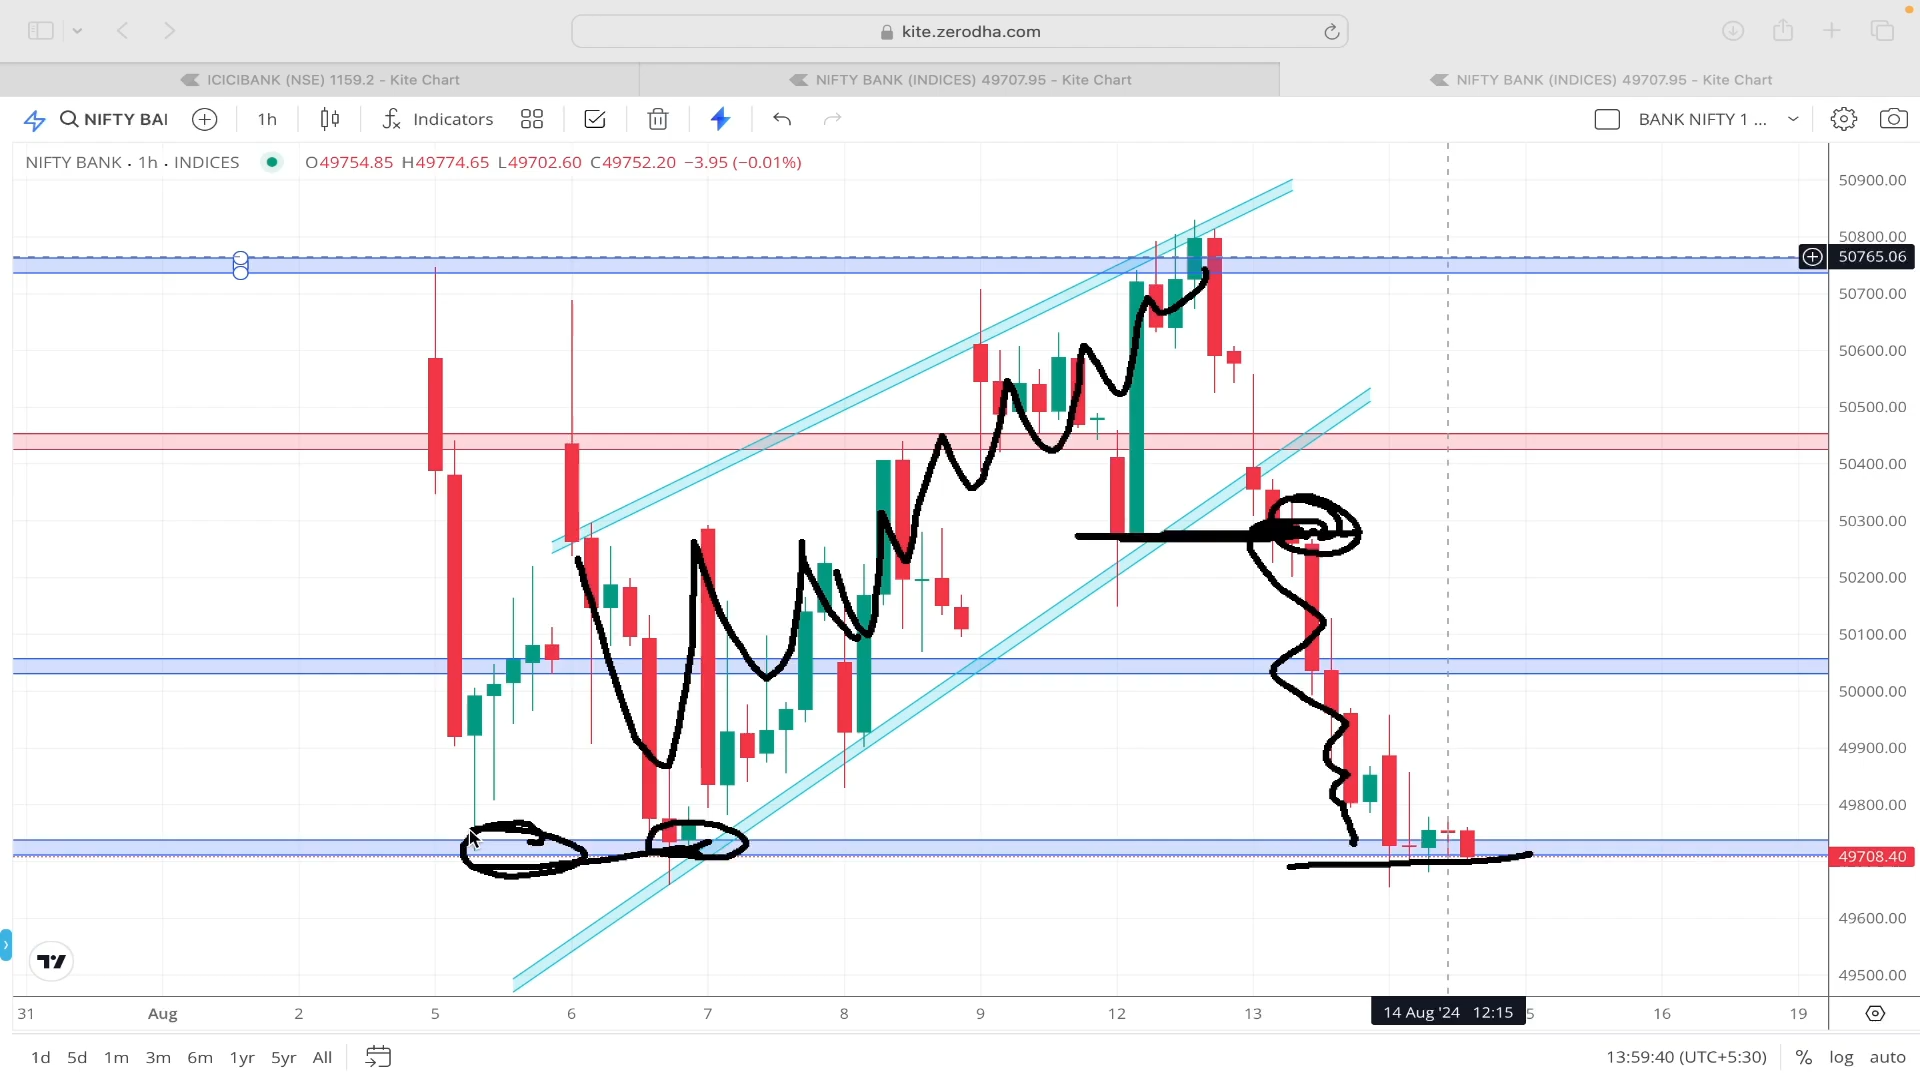 kite.zerodha.com
ICICIBANK (NSE) 1159.2 - Kite Chart
NIFTY BANK (INDICES) 49707.95 - Kite Chart
NIFTY BANK (INDICES) 49707.95 - Kite Chart
NIFTY BAI
1h
Indicators
BANK NIFTY 1 ...
NIFTY BANK · 1h · INDICES
O49754.85 H49774.65 L49702.60 C49752.20 −3.95 (−0.01%)
50900.00
50800.00
50765.06
50700.00
50600.00
50500.00
50400.00
50300.00
50200.00
50100.00
50000.00
49900.00
49800.00
49708.40
49600.00
49500.00
31 Aug 2 5 6 7 8 9 12 13 14 Aug '24 12:15 5 16 19
1d 5d 1m 3m 6m 1yr 5yr All
13:59:40 (UTC+5:30) % log auto